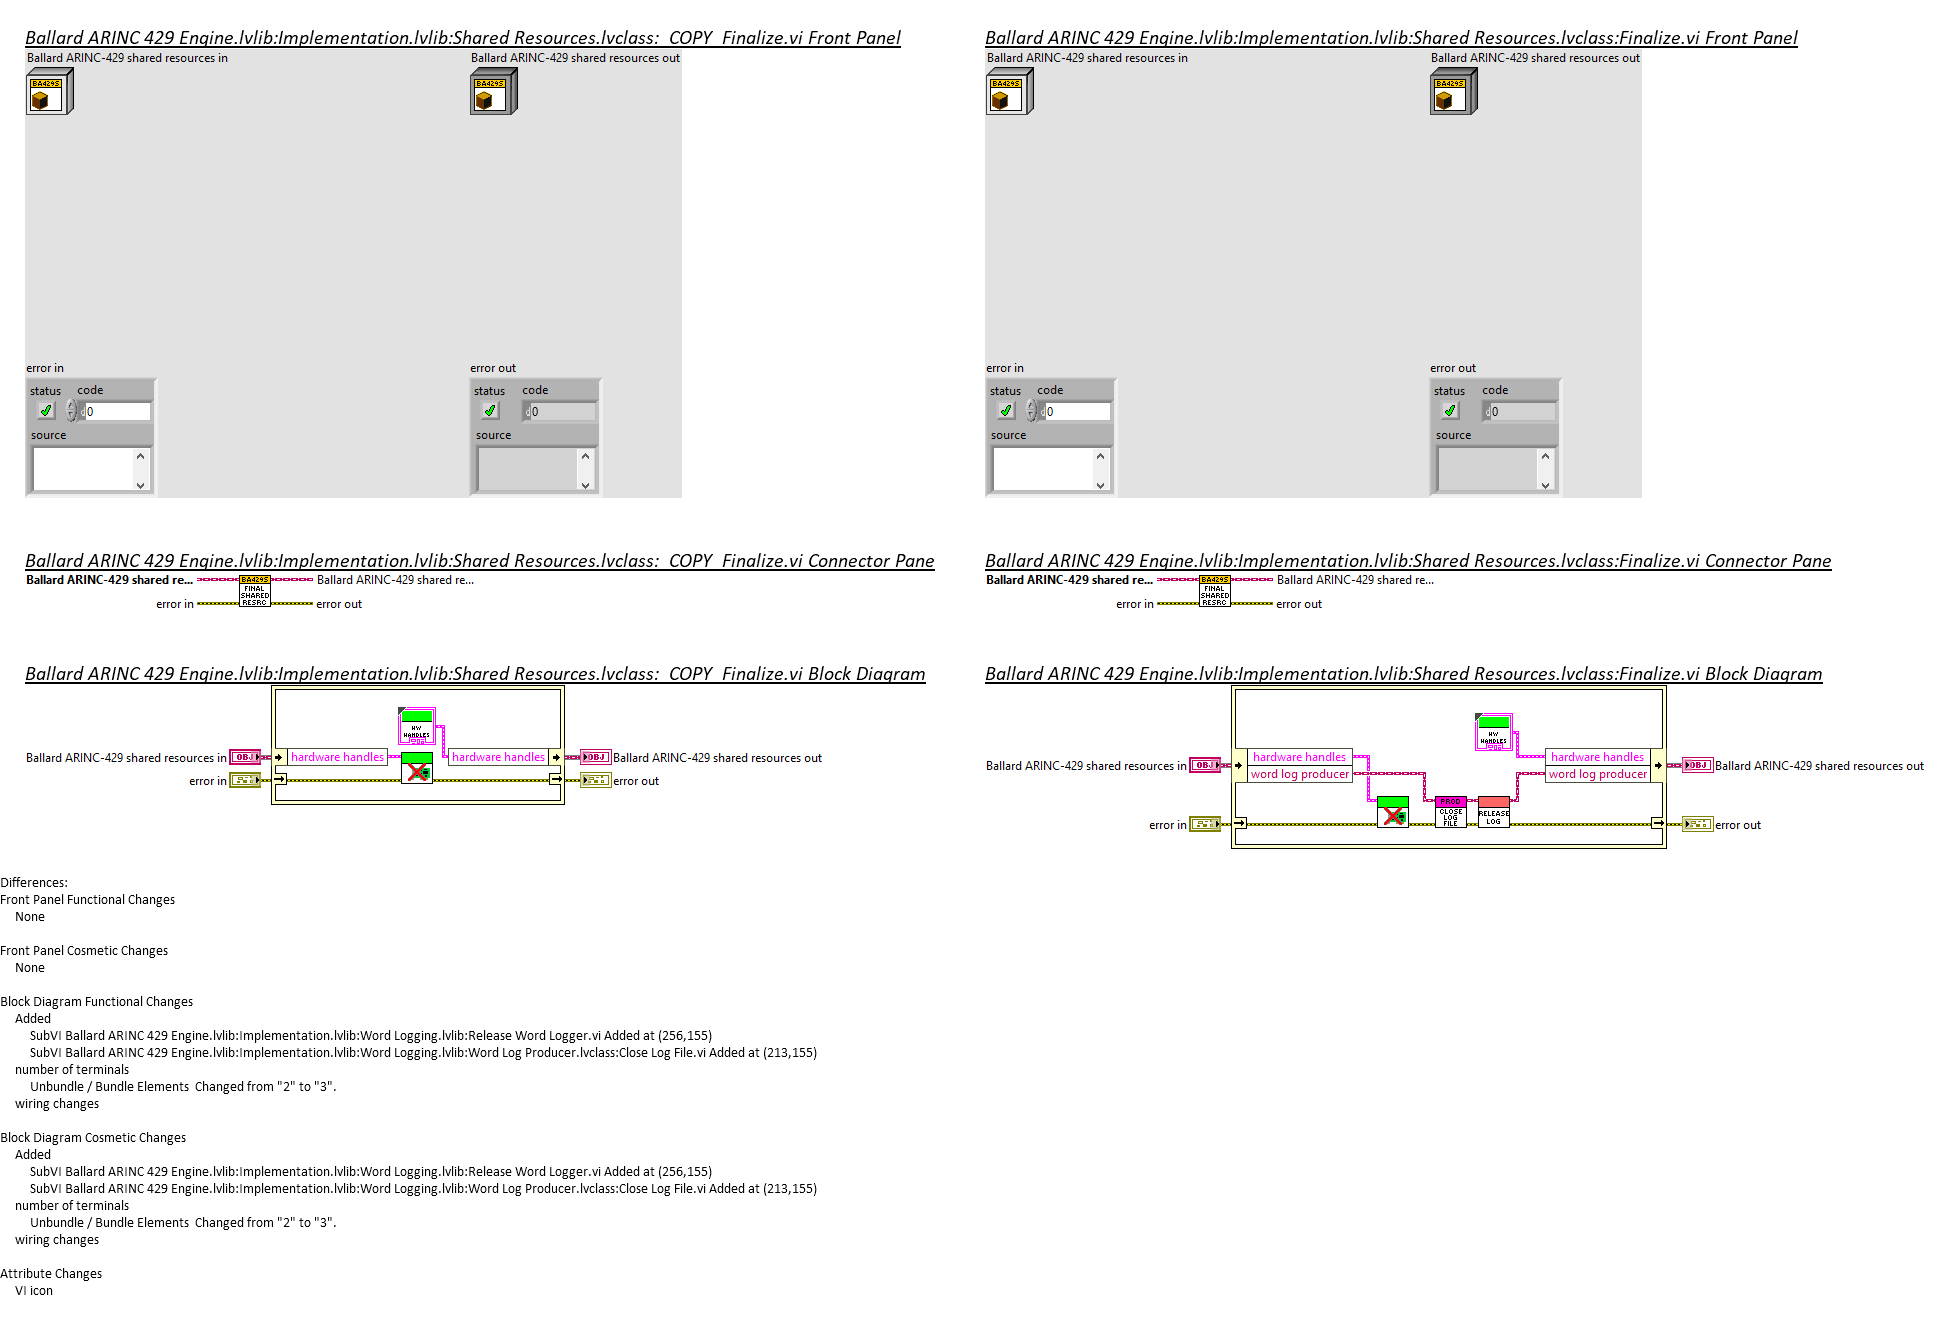 Ballard ARINC 429 Engine.lvlib:Implementation.lvlib:Shared Resources.lvclass:  COPY  Finalize.vi Front Panel
Ballard ARINC-429 shared resources in
Ballard ARINC-429 shared resources out
BA429S
BA429S
error in
error out
status code
status code
0
0
source
source
Ballard ARINC 429 Engine.lvlib:Implementation.lvlib:Shared Resources.lvclass:Finalize.vi Front Panel
Ballard ARINC-429 shared resources in
Ballard ARINC-429 shared resources out
BA429S
BA429S
error in
error out
status code
status code
0
0
source
source
Ballard ARINC 429 Engine.lvlib:Implementation.lvlib:Shared Resources.lvclass:  COPY  Finalize.vi Connector Pane
Ballard ARINC-429 shared re...
BA429S
FINAL
SHARED
RESRC
Ballard ARINC-429 shared re...
error in
error out
Ballard ARINC 429 Engine.lvlib:Implementation.lvlib:Shared Resources.lvclass:Finalize.vi Connector Pane
Ballard ARINC-429 shared re...
BA429S
FINAL
SHARED
RESRC
Ballard ARINC-429 shared re...
error in
error out
Ballard ARINC 429 Engine.lvlib:Implementation.lvlib:Shared Resources.lvclass:  COPY  Finalize.vi Block Diagram
HW
HANDLES
Ballard ARINC-429 shared resources in
OBJ
hardware handles
hardware handles
OBJ
Ballard ARINC-429 shared resources out
error in
error out
Ballard ARINC 429 Engine.lvlib:Implementation.lvlib:Shared Resources.lvclass:Finalize.vi Block Diagram
HW
HANDLES
Ballard ARINC-429 shared resources in
OBJ
hardware handles
word log producer
hardware handles
word log producer
OBJ
Ballard ARINC-429 shared resources out
PROD
CLOSE
LOG
FILE
RELEASE
LOG
error in
error out
Differences:
Front Panel Functional Changes
None
Front Panel Cosmetic Changes
None
Block Diagram Functional Changes
Added
SubVI Ballard ARINC 429 Engine.lvlib:Implementation.lvlib:Word Logging.lvlib:Release Word Logger.vi Added at (256,155)
SubVI Ballard ARINC 429 Engine.lvlib:Implementation.lvlib:Word Logging.lvlib:Word Log Producer.lvclass:Close Log File.vi Added at (213,155)
number of terminals
Unbundle / Bundle Elements  Changed from "2" to "3".
wiring changes
Block Diagram Cosmetic Changes
Added
SubVI Ballard ARINC 429 Engine.lvlib:Implementation.lvlib:Word Logging.lvlib:Release Word Logger.vi Added at (256,155)
SubVI Ballard ARINC 429 Engine.lvlib:Implementation.lvlib:Word Logging.lvlib:Word Log Producer.lvclass:Close Log File.vi Added at (213,155)
number of terminals
Unbundle / Bundle Elements  Changed from "2" to "3".
wiring changes
Attribute Changes
VI icon